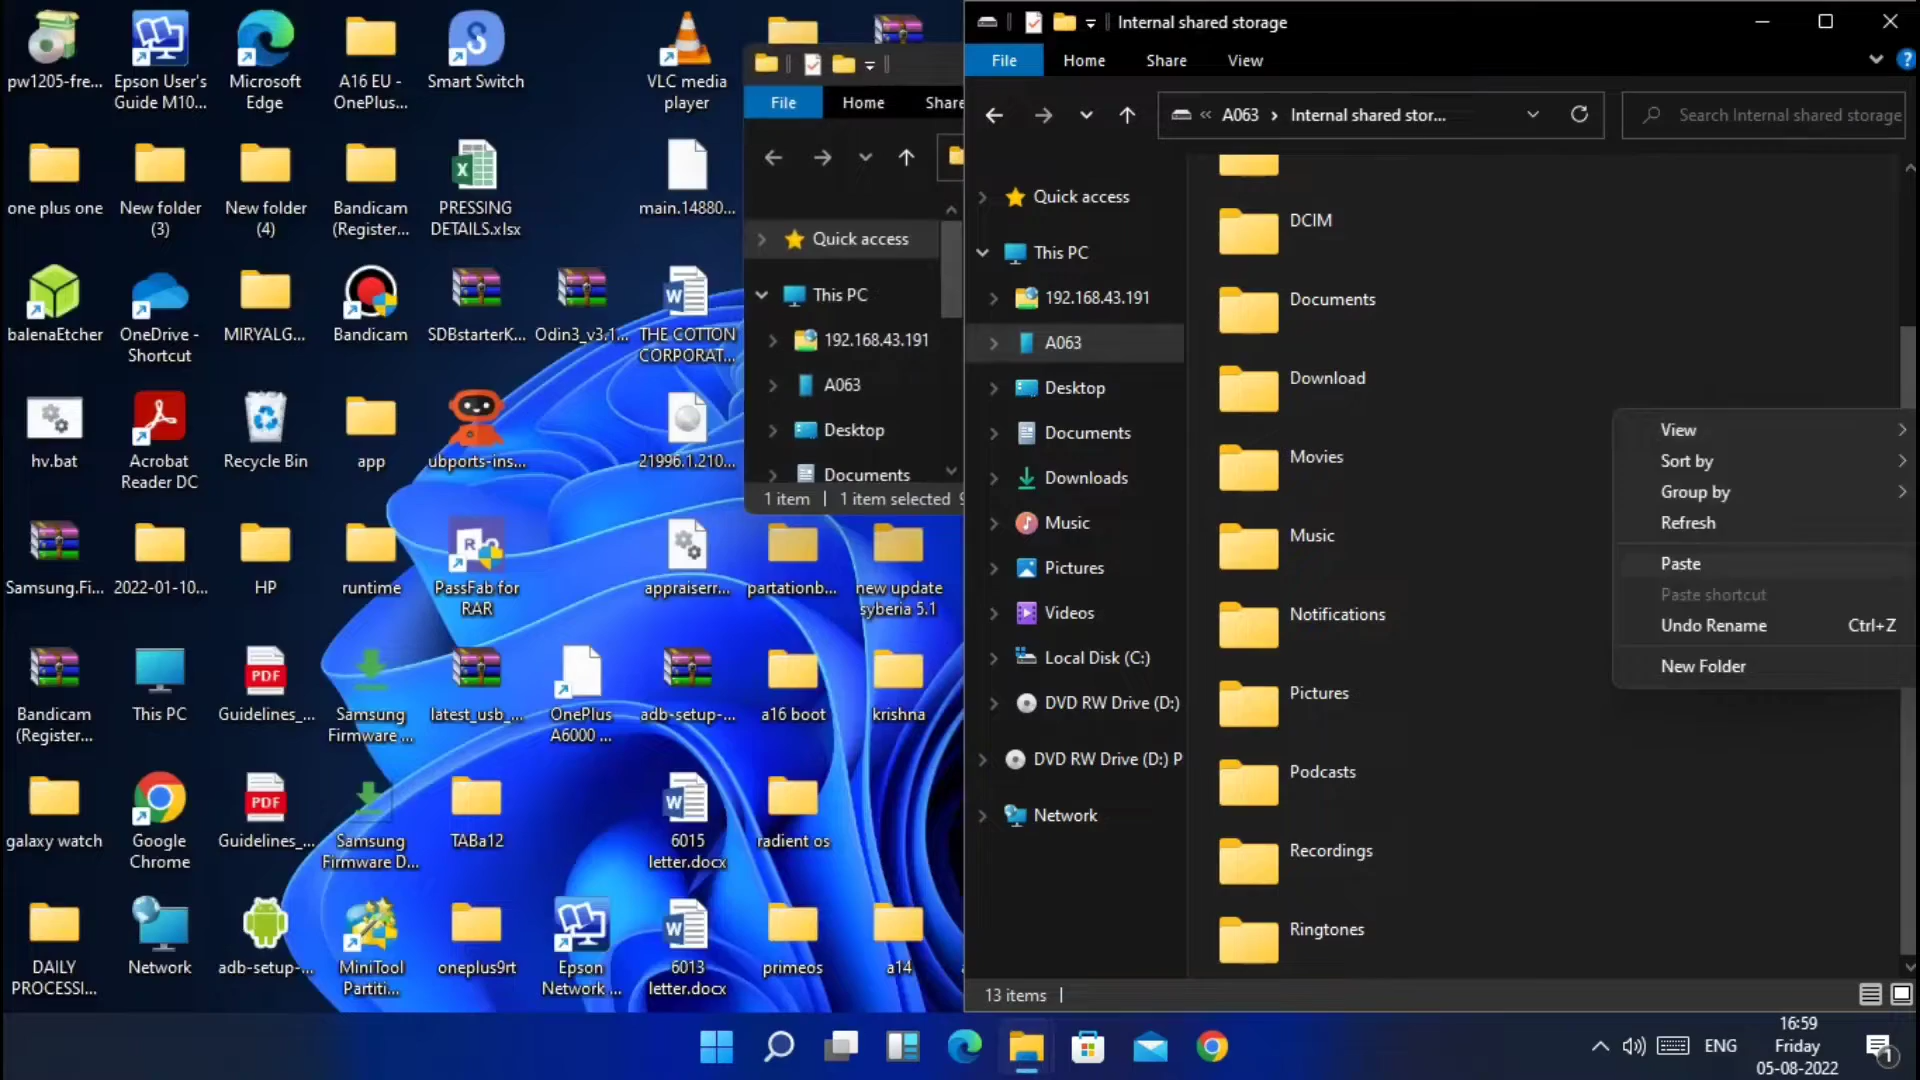 pw1205-fre...
Epson User's
Guide M10...
Microsoft
Edge
A16 EU -
OnePlus...
Smart Switch
VLC media
player
one plus one
New folder
(3)
New folder
(4)
Bandicam
(Register...
PRESSING
DETAILS.xlsx
main.14880...
balenaEtcher
OneDrive -
Shortcut
MIRYALG...
Bandicam
SDBstarterK...
Odin3_v3.1...
THE COTTON
CORPORAT...
hv.bat
Acrobat
Reader DC
Recycle Bin
app
ubports-ins...
21996.1.210...
Samsung.Fi...
2022-01-10...
HP
runtime
PassFab for
RAR
appraiserr...
partationb...
new update
syberia 5.1
Bandicam
(Register...
This PC
Guidelines_...
Samsung
Firmware ...
latest_usb_...
OnePlus
A6000 ...
adb-setup-...
a16 boot
krishna
galaxy watch
Google
Chrome
Guidelines_...
Samsung
Firmware D...
TABa12
6015
letter.docx
radient os
DAILY
PROCESSI...
Network
adb-setup-...
MiniTool
Partiti...
oneplus9rt
Epson
Network ...
6013
letter.docx
primeos
a14
File
Home
Share
Quick access
This PC
192.168.43.191
A063
Desktop
Documents
1 item
1 item selected
Internal shared storage
File
Home
Share
View
A063
Internal shared stor...
Search Internal shared storage
Quick access
This PC
192.168.43.191
A063
Desktop
Documents
Downloads
Music
Pictures
Videos
Local Disk (C:)
DVD RW Drive (D:)
DVD RW Drive (D:) P
Network
DCIM
Documents
Download
Movies
Music
Notifications
Pictures
Podcasts
Recordings
Ringtones
View
Sort by
Group by
Refresh
Paste
Paste shortcut
Undo Rename Ctrl+Z
New Folder
13 items
ENG
16:59
Friday
05-08-2022
1